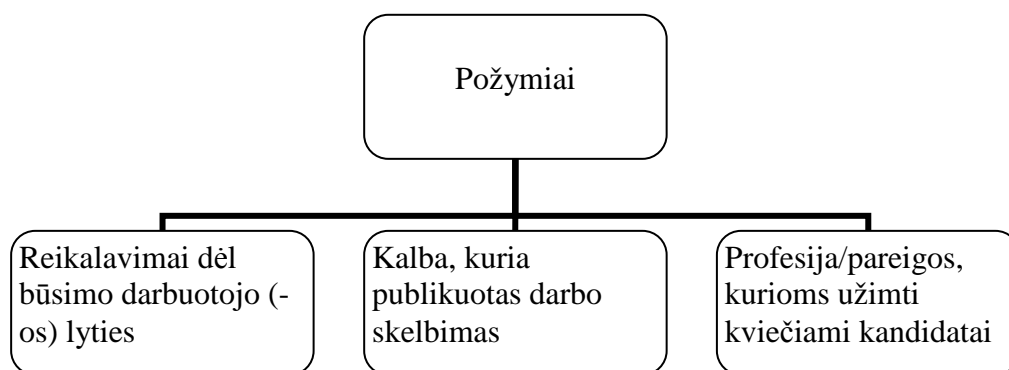 Požymiai
Reikalavimai dėl
būsimo darbuotojo (-
os) lyties
Kalba, kuria
publikuotas darbo
skelbimas
Profesija/pareigos,
kurioms užimti
kviečiami kandidatai